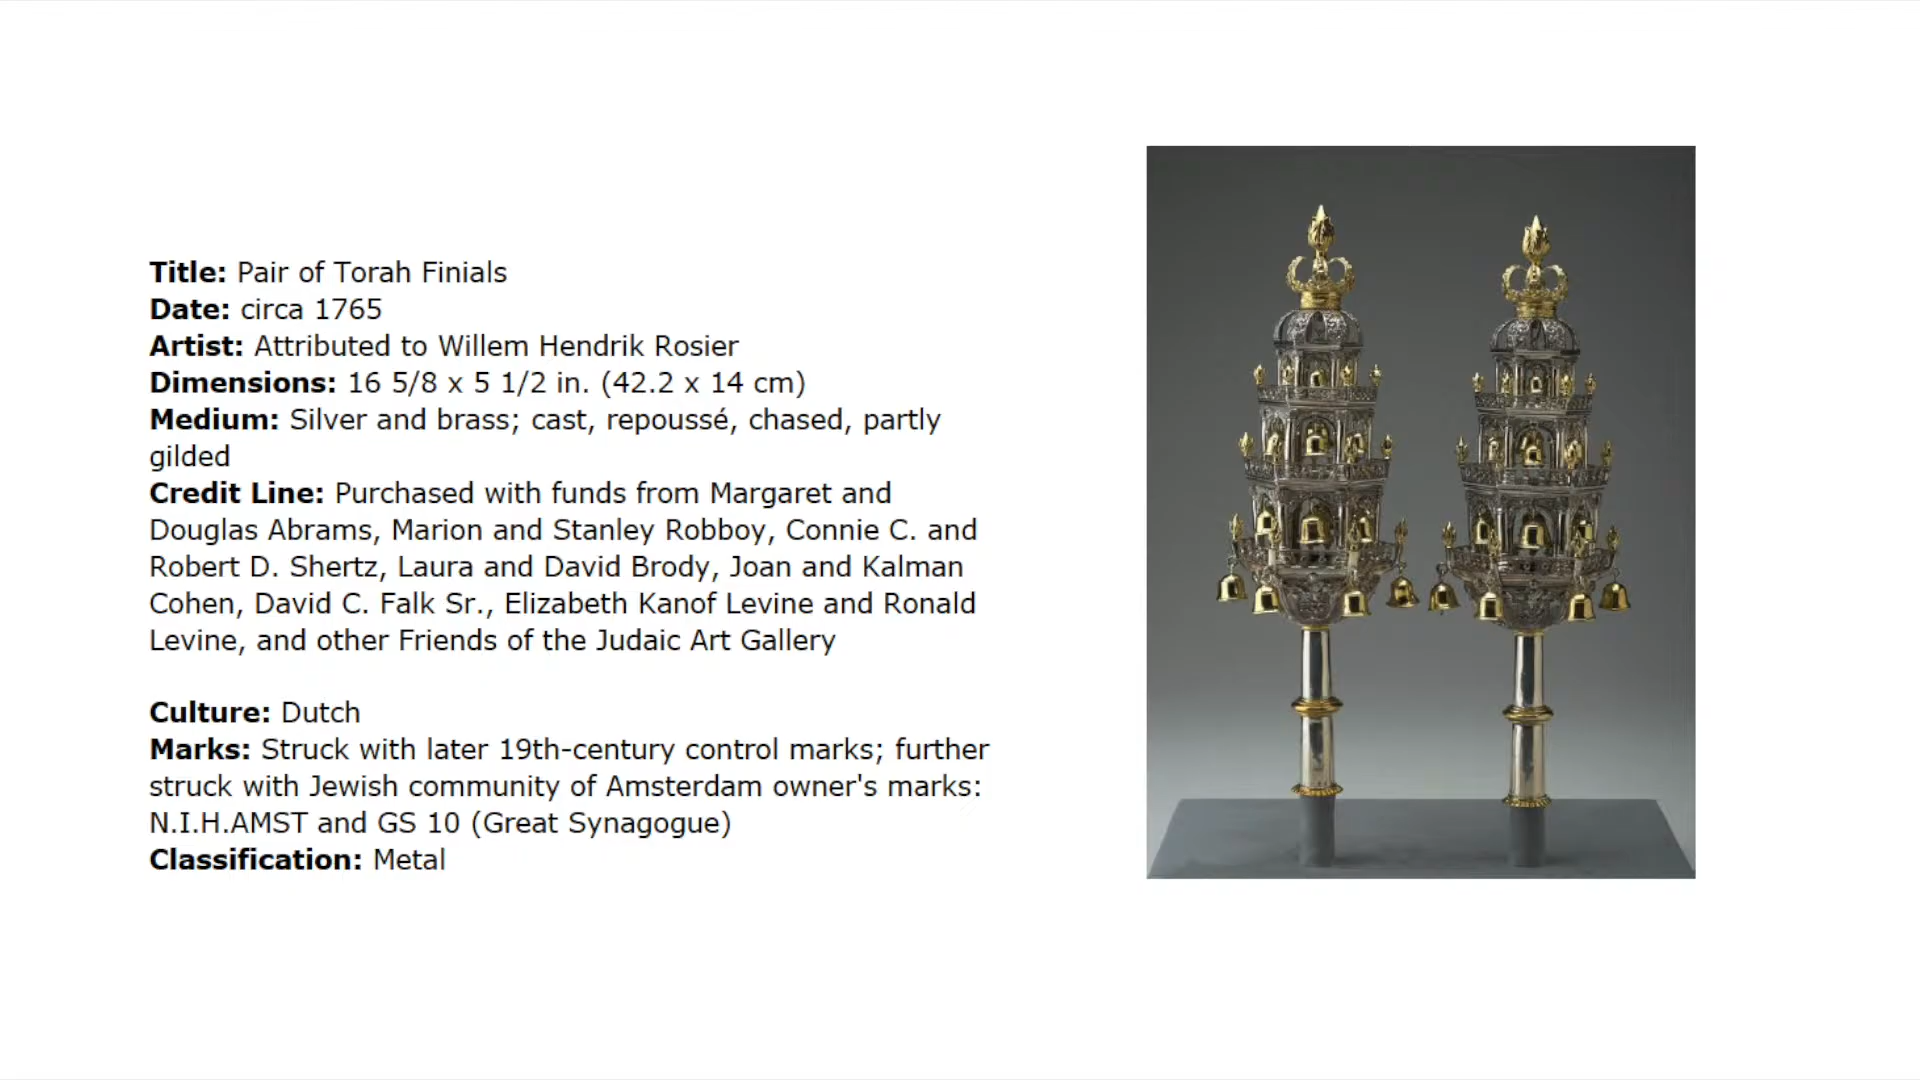 Title: Pair of Torah Finials
Date: circa 1765
Artist: Attributed to Willem Hendrik Rosier
Dimensions: 16 5/8 x 5 1/2 in. (42.2 x 14 cm)
Medium: Silver and brass; cast, repoussé, chased, partly
gilded
Credit Line: Purchased with funds from Margaret and
Douglas Abrams, Marion and Stanley Robboy, Connie C. and
Robert D. Shertz, Laura and David Brody, Joan and Kalman
Cohen, David C. Falk Sr., Elizabeth Kanof Levine and Ronald
Levine, and other Friends of the Judaic Art Gallery
Culture: Dutch
Marks: Struck with later 19th-century control marks; further
struck with Jewish community of Amsterdam owner's marks:
N.I.H.AMST and GS 10 (Great Synagogue)
Classification: Metal